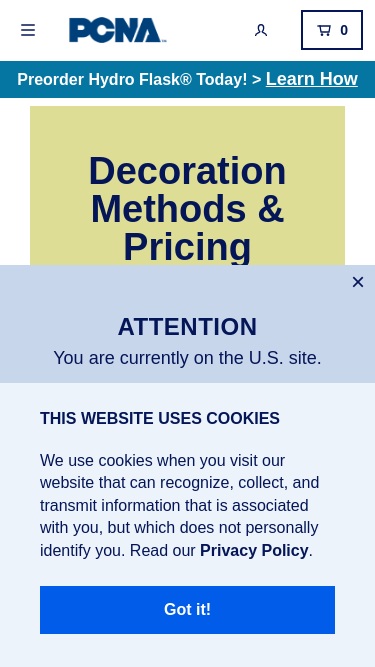 PCNA
0
Preorder Hydro Flask® Today! > Learn How
Decoration
Methods &
Pricing
×
ATTENTION
You are currently on the U.S. site.
THIS WEBSITE USES COOKIES
We use cookies when you visit our
website that can recognize, collect, and
transmit information that is associated
with you, but which does not personally
identify you. Read our Privacy Policy.
Got it!